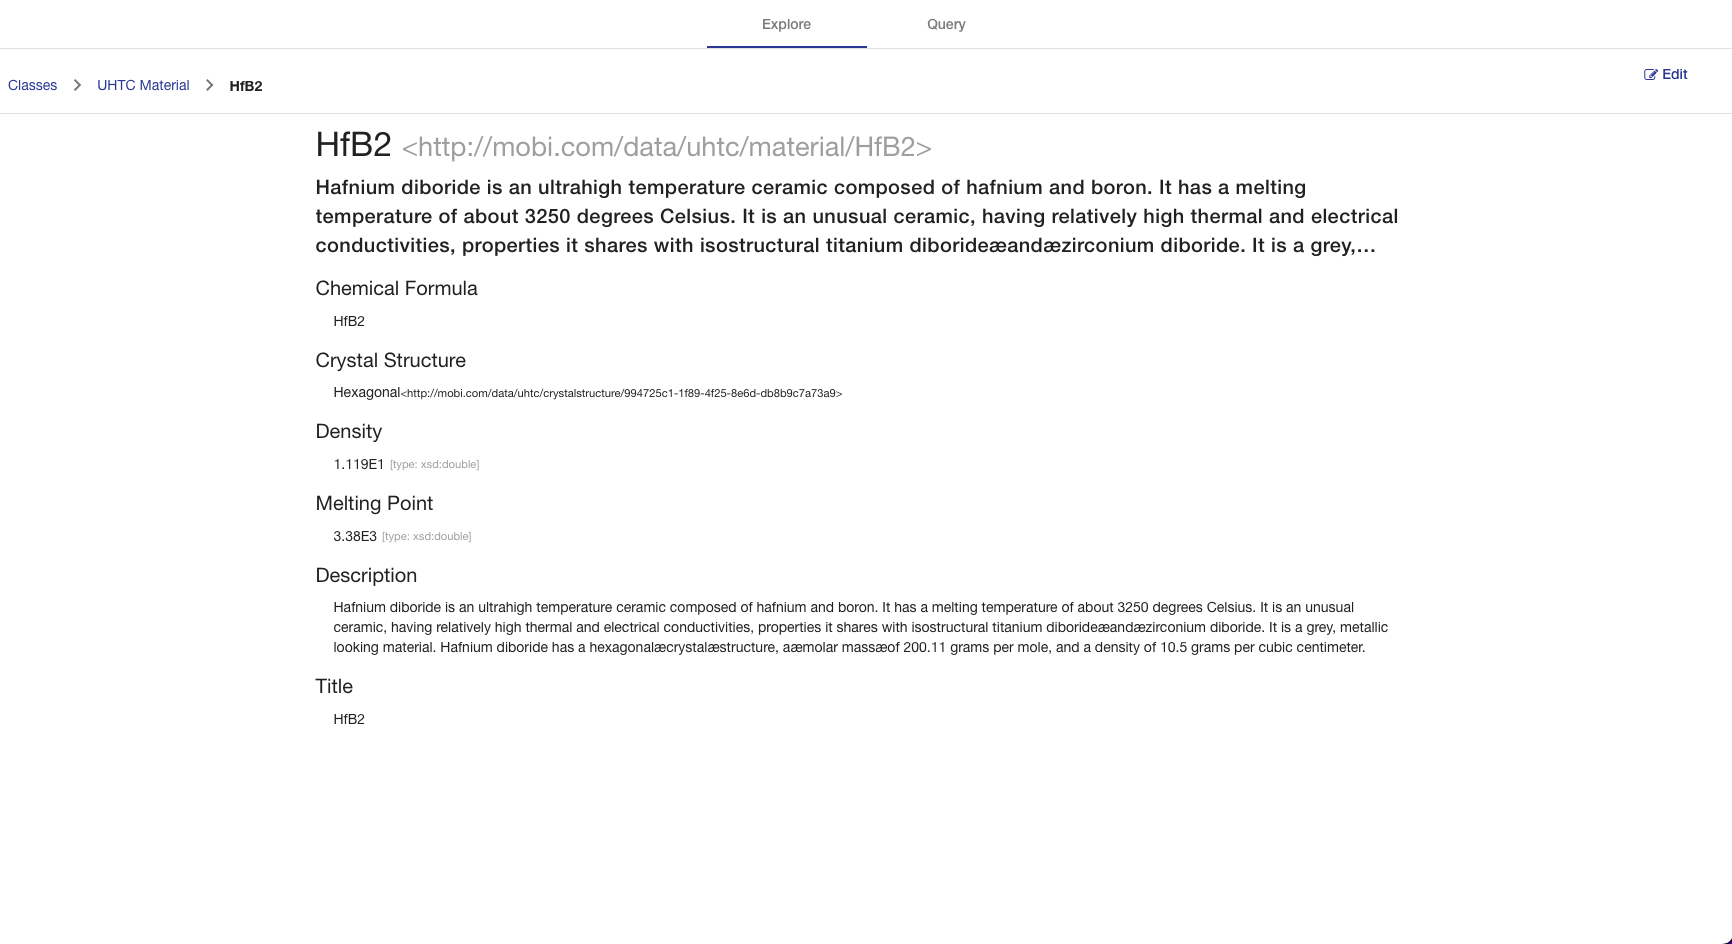 Explore Query
Classes > UHTC Material > HfB2
Edit
HfB2 <http://mobi.com/data/uhtc/material/HfB2>
Hafnium diboride is an ultrahigh temperature ceramic composed of hafnium and boron. It has a melting
temperature of about 3250 degrees Celsius. It is an unusual ceramic, having relatively high thermal and electrical
conductivities, properties it shares with isostructural titanium diborideæandæzirconium diboride. It is a grey,...
Chemical Formula
HfB2
Crystal Structure
Hexagonal<http://mobi.com/data/uhtc/crystalstructure/994725c1-1f89-4f25-8e6d-db8b9c7a73a9>
Density
1.119E1 [type: xsd:double]
Melting Point
3.38E3 [type: xsd:double]
Description
Hafnium diboride is an ultrahigh temperature ceramic composed of hafnium and boron. It has a melting temperature of about 3250 degrees Celsius. It is an unusual
ceramic, having relatively high thermal and electrical conductivities, properties it shares with isostructural titanium diborideæandæzirconium diboride. It is a grey, metallic
looking material. Hafnium diboride has a hexagonalæcrystalæstructure, aæmolar massæof 200.11 grams per mole, and a density of 10.5 grams per cubic centimeter.
Title
HfB2